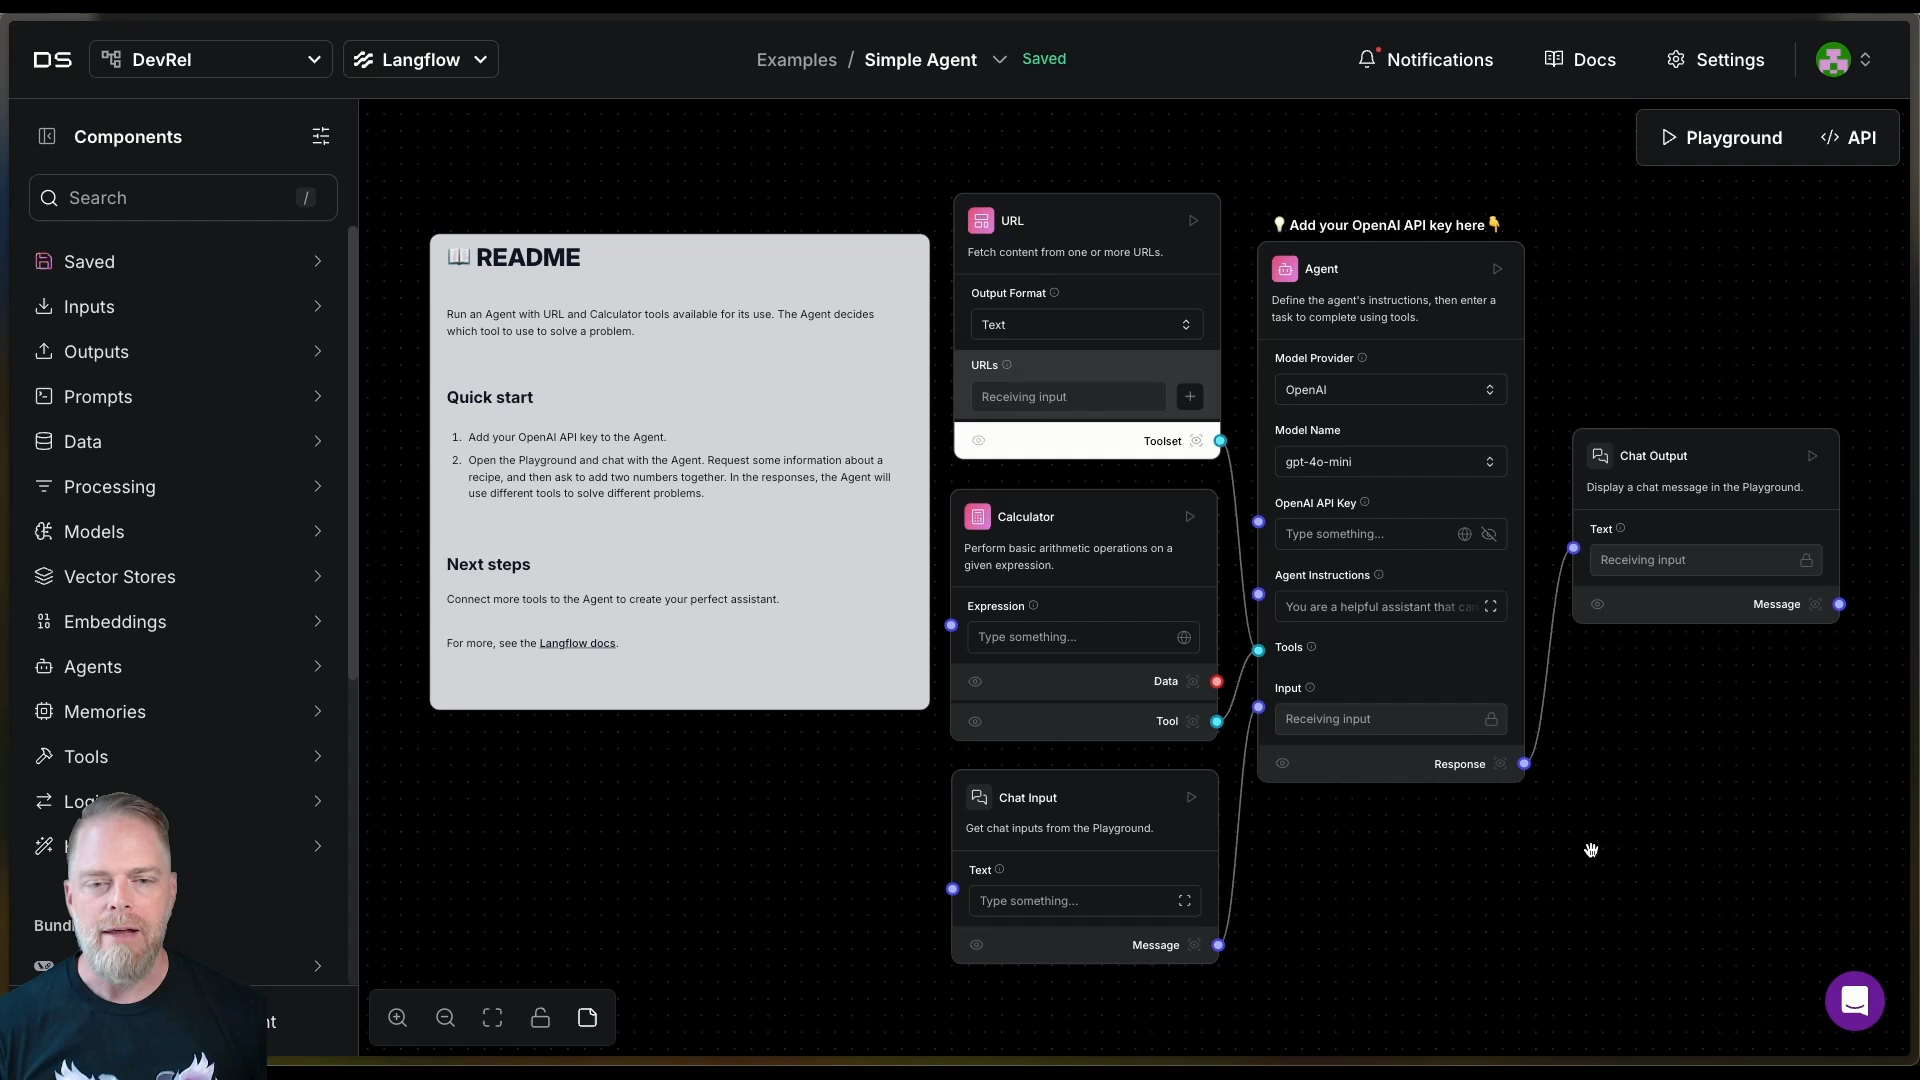 DS
DevRel
Langflow
Examples / Simple Agent
Saved
Notifications
Docs
Settings
Components
Search
/
Saved
Inputs
Outputs
Prompts
Data
Processing
Models
Vector Stores
Embeddings
Agents
Memories
Tools
Playground
API
📖 README
Run an Agent with URL and Calculator tools available for its use. The Agent decides
which tool to use to solve a problem.
Quick start
1. Add your OpenAI API key to the Agent.
2. Open the Playground and chat with the Agent. Request some information about a
recipe, and then ask to add two numbers together. In the responses, the Agent will
use different tools to solve different problems.
Next steps
Connect more tools to the Agent to create your perfect assistant.
For more, see the Langflow docs.
URL
Fetch content from one or more URLs.
Output Format
Text
URLs
Receiving input
Toolset
Calculator
Perform basic arithmetic operations on a
given expression.
Expression
Type something...
Data
Tool
Chat Input
Get chat inputs from the Playground.
Text
Type something...
Message
💡 Add your OpenAI API key here👇
Agent
Define the agent's instructions, then enter a
task to complete using tools.
Model Provider
OpenAI
Model Name
gpt-4o-mini
OpenAI API Key
Type something...
Agent Instructions
You are a helpful assistant that can
Tools
Input
Receiving input
Response
Chat Output
Display a chat message in the Playground.
Text
Receiving input
Message